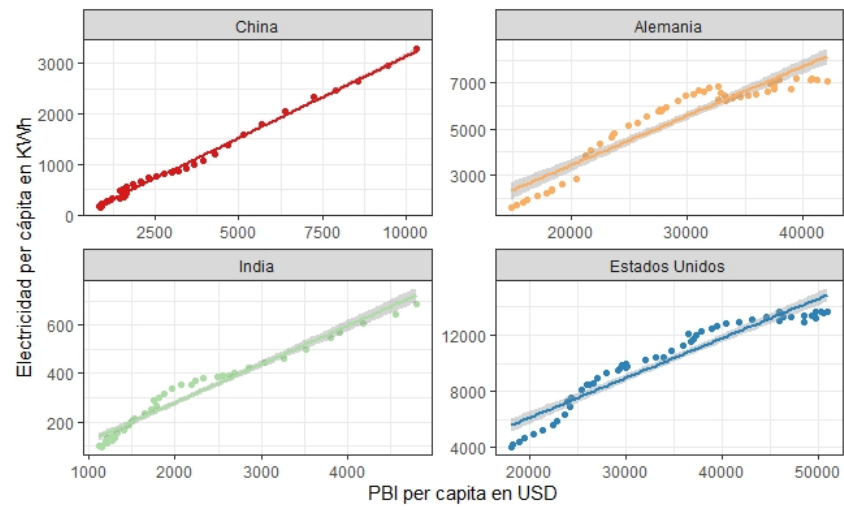 China
Alemania
3000
2000
1000
0
7000
5000
3000
2500 5000 7500 10000
20000 30000 40000
Electricidad per cápita en KWh
India
Estados Unidos
600
400
200
12000
8000
4000
1000 2000 3000 4000
20000 30000 40000 50000
PBI per capita en USD